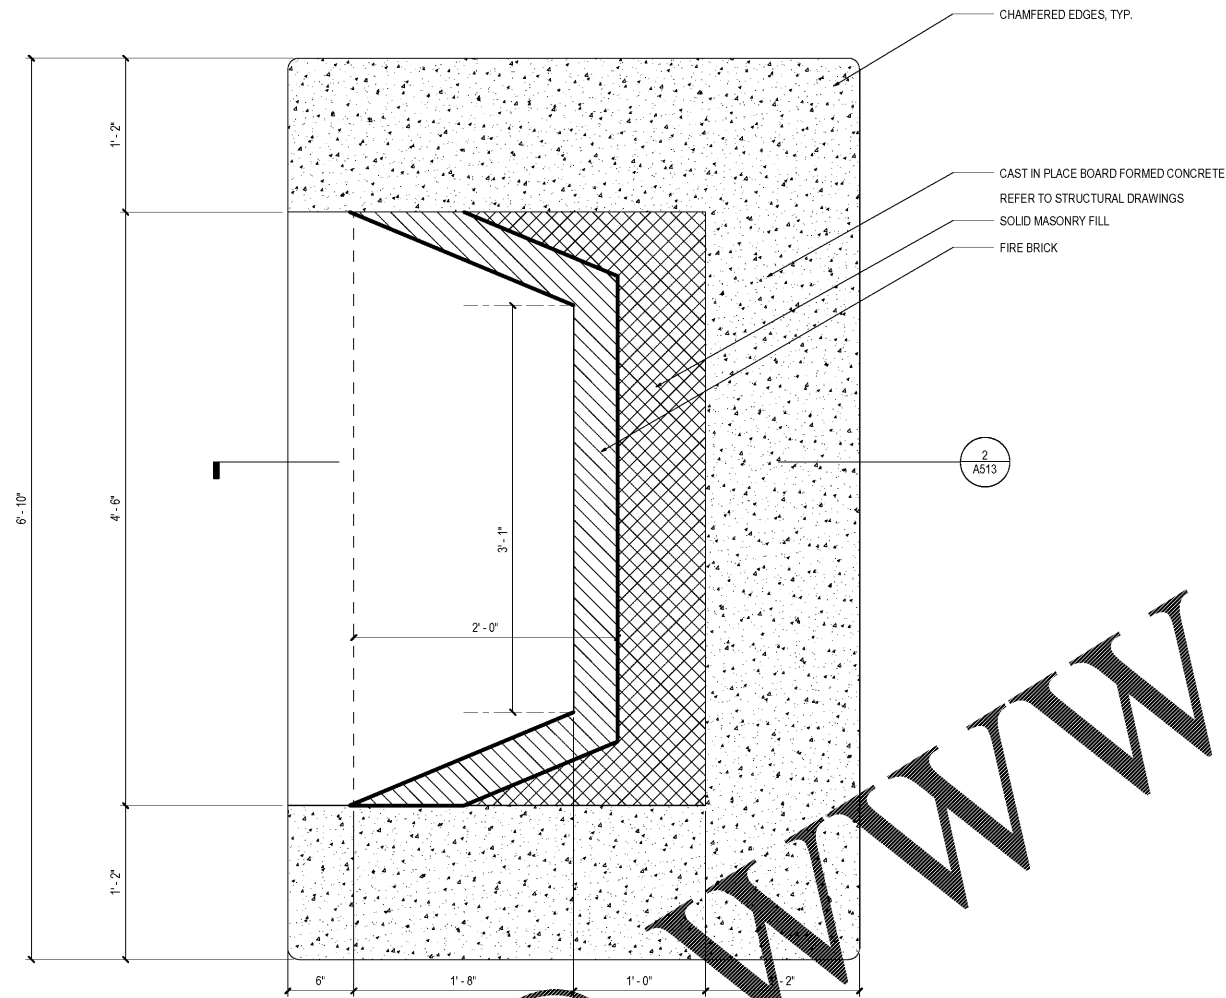 CHAMFERED EDGES, TYP.
1' - 2"
CAST IN PLACE BOARD FORMED CONCRETE
REFER TO STRUCTURAL DRAWINGS
SOLID MASONRY FILL
FIRE BRICK
2
A513
6' - 10"
4' - 6"
3' - 1"
2' - 0"
1' - 2"
6"
1' - 8"
1' - 0"
- 2"
WWW